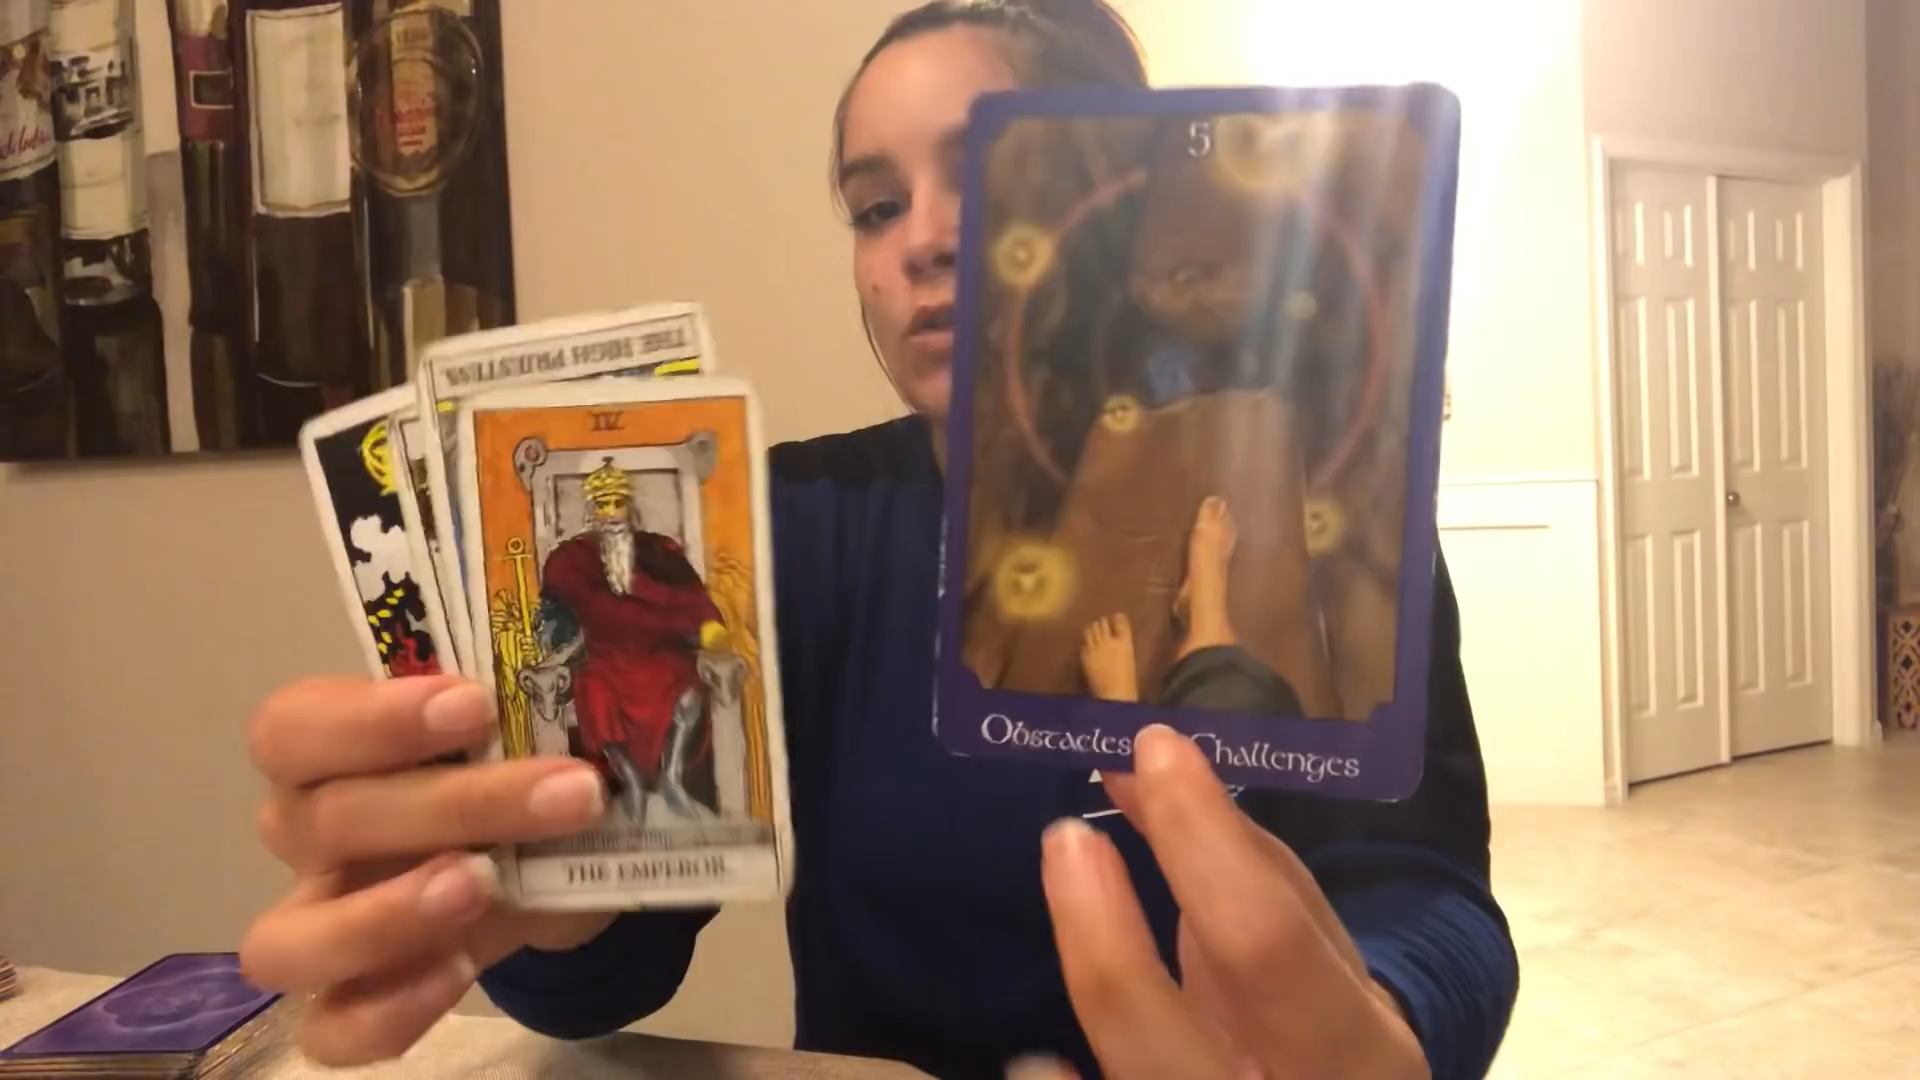 5
THE HIGH PRIESTESS.
IV
THE EMPEROR.
Obstacles
Challenges